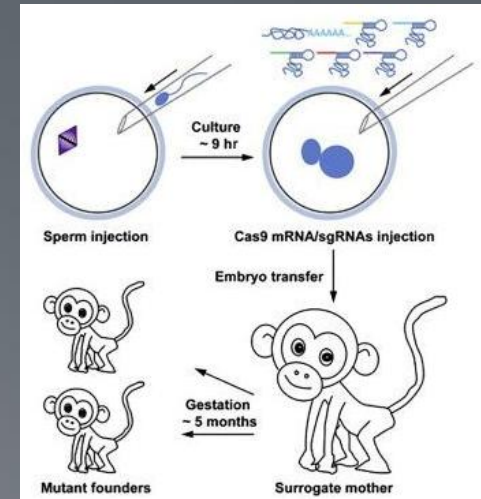 Culture
~ 9 hr
Sperm injection
Cas9 mRNA/sgRNAs injection
Embryo transfer
Gestation
~ 5 months
Mutant founders
Surrogate mother